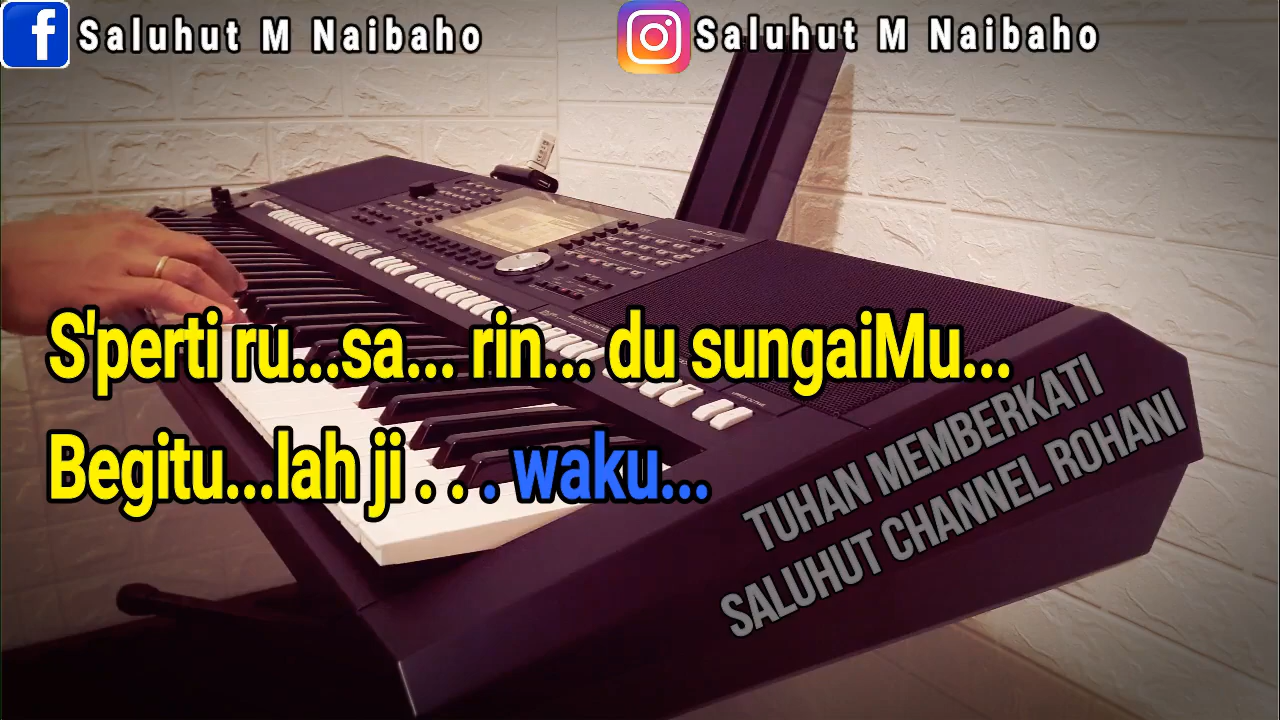 Saluhut M Naibaho
Saluhut M Naibaho
S'perti ru...sa... rin... du sungaiMu...
Begitu...lah ji . . . waku...
TUHAN MEMBERKATI
SALUHUT CHANNEL ROHANI